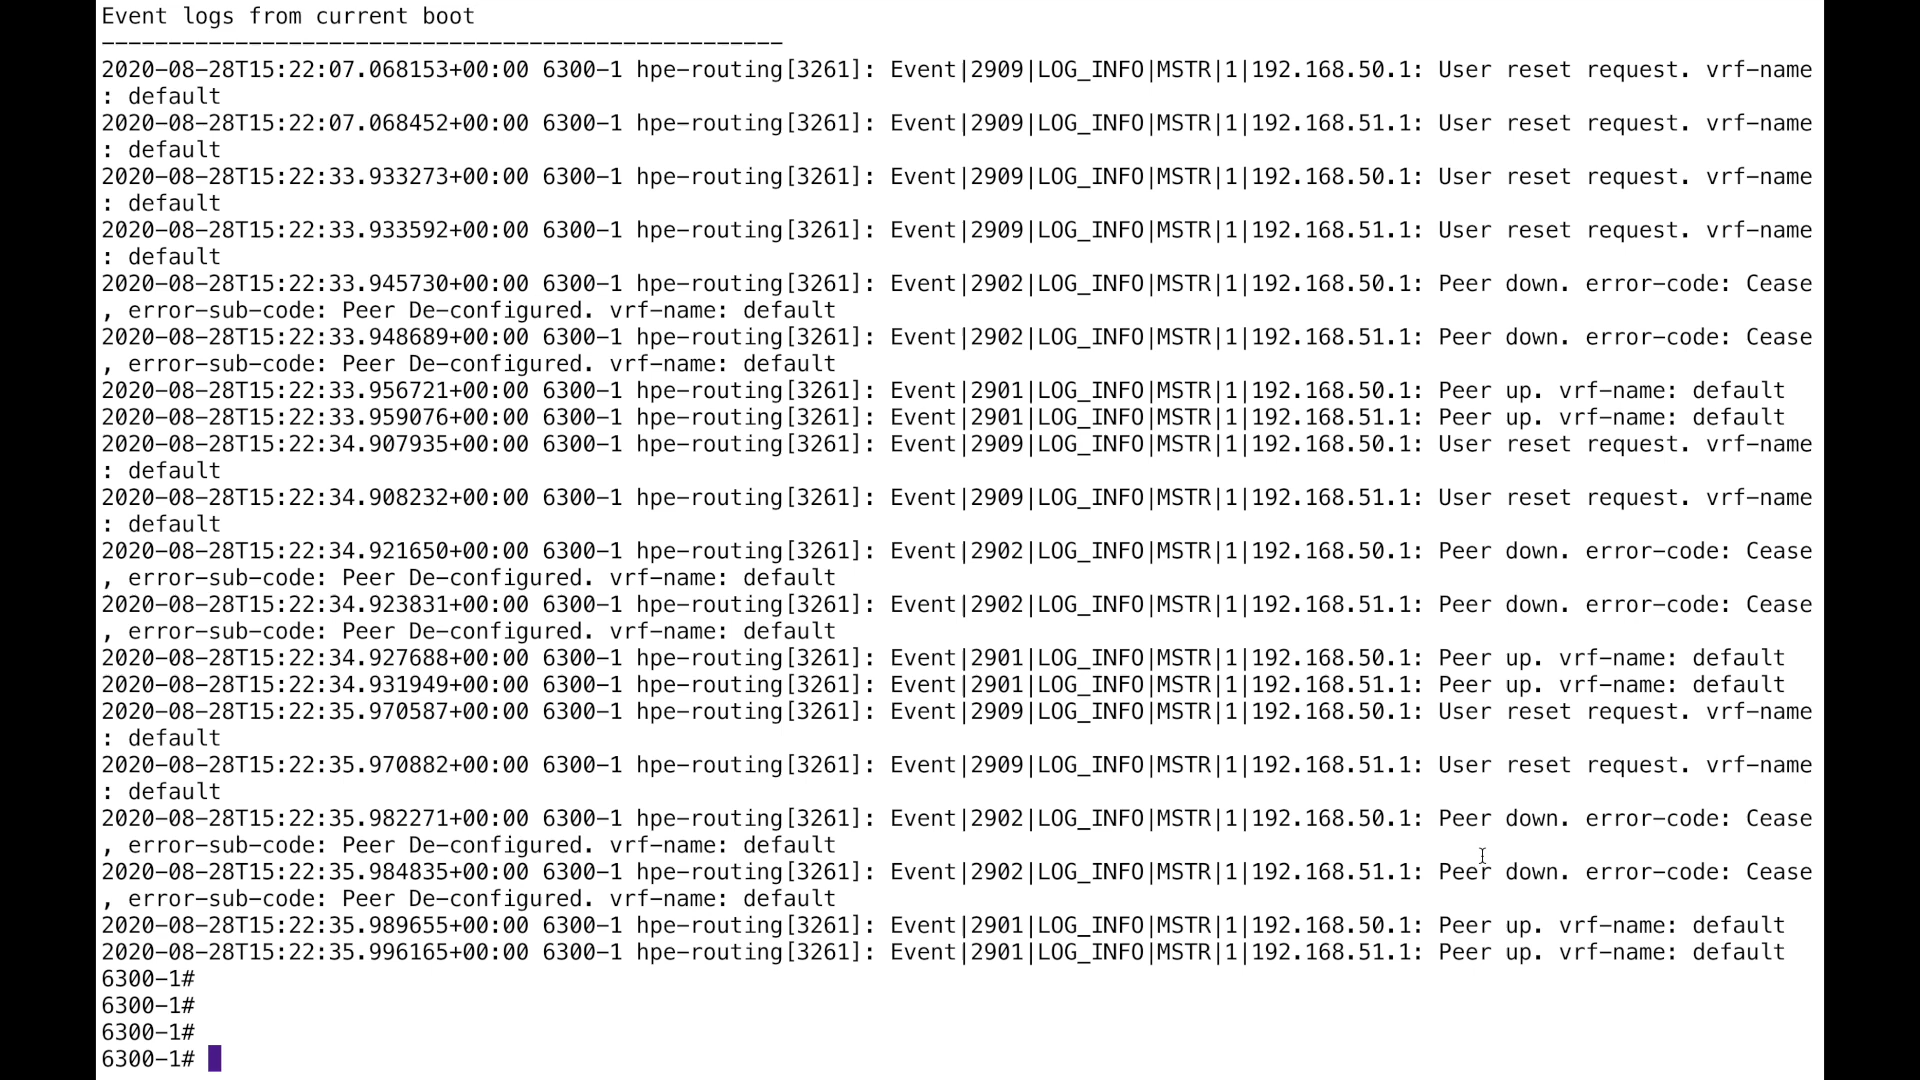 Event logs from current boot
---------------------------------------------------
2020-08-28T15:22:07.068153+00:00 6300-1 hpe-routing[3261]: Event|2909|LOG_INFO|MSTR|1|192.168.50.1: User reset request. vrf-name
: default
2020-08-28T15:22:07.068452+00:00 6300-1 hpe-routing[3261]: Event|2909|LOG_INFO|MSTR|1|192.168.51.1: User reset request. vrf-name
: default
2020-08-28T15:22:33.933273+00:00 6300-1 hpe-routing[3261]: Event|2909|LOG_INFO|MSTR|1|192.168.50.1: User reset request. vrf-name
: default
2020-08-28T15:22:33.933592+00:00 6300-1 hpe-routing[3261]: Event|2909|LOG_INFO|MSTR|1|192.168.51.1: User reset request. vrf-name
: default
2020-08-28T15:22:33.945730+00:00 6300-1 hpe-routing[3261]: Event|2902|LOG_INFO|MSTR|1|192.168.50.1: Peer down. error-code: Cease
, error-sub-code: Peer De-configured. vrf-name: default
2020-08-28T15:22:33.948689+00:00 6300-1 hpe-routing[3261]: Event|2902|LOG_INFO|MSTR|1|192.168.51.1: Peer down. error-code: Cease
, error-sub-code: Peer De-configured. vrf-name: default
2020-08-28T15:22:33.956721+00:00 6300-1 hpe-routing[3261]: Event|2901|LOG_INFO|MSTR|1|192.168.50.1: Peer up. vrf-name: default
2020-08-28T15:22:33.959076+00:00 6300-1 hpe-routing[3261]: Event|2901|LOG_INFO|MSTR|1|192.168.51.1: Peer up. vrf-name: default
2020-08-28T15:22:34.907935+00:00 6300-1 hpe-routing[3261]: Event|2909|LOG_INFO|MSTR|1|192.168.50.1: User reset request. vrf-name
: default
2020-08-28T15:22:34.908232+00:00 6300-1 hpe-routing[3261]: Event|2909|LOG_INFO|MSTR|1|192.168.51.1: User reset request. vrf-name
: default
2020-08-28T15:22:34.921650+00:00 6300-1 hpe-routing[3261]: Event|2902|LOG_INFO|MSTR|1|192.168.50.1: Peer down. error-code: Cease
, error-sub-code: Peer De-configured. vrf-name: default
2020-08-28T15:22:34.923831+00:00 6300-1 hpe-routing[3261]: Event|2902|LOG_INFO|MSTR|1|192.168.51.1: Peer down. error-code: Cease
, error-sub-code: Peer De-configured. vrf-name: default
2020-08-28T15:22:34.927688+00:00 6300-1 hpe-routing[3261]: Event|2901|LOG_INFO|MSTR|1|192.168.50.1: Peer up. vrf-name: default
2020-08-28T15:22:34.931949+00:00 6300-1 hpe-routing[3261]: Event|2901|LOG_INFO|MSTR|1|192.168.51.1: Peer up. vrf-name: default
2020-08-28T15:22:35.970587+00:00 6300-1 hpe-routing[3261]: Event|2909|LOG_INFO|MSTR|1|192.168.50.1: User reset request. vrf-name
: default
2020-08-28T15:22:35.970882+00:00 6300-1 hpe-routing[3261]: Event|2909|LOG_INFO|MSTR|1|192.168.51.1: User reset request. vrf-name
: default
2020-08-28T15:22:35.982271+00:00 6300-1 hpe-routing[3261]: Event|2902|LOG_INFO|MSTR|1|192.168.50.1: Peer down. error-code: Cease
, error-sub-code: Peer De-configured. vrf-name: default
2020-08-28T15:22:35.984835+00:00 6300-1 hpe-routing[3261]: Event|2902|LOG_INFO|MSTR|1|192.168.51.1: Peer down. error-code: Cease
, error-sub-code: Peer De-configured. vrf-name: default
2020-08-28T15:22:35.989655+00:00 6300-1 hpe-routing[3261]: Event|2901|LOG_INFO|MSTR|1|192.168.50.1: Peer up. vrf-name: default
2020-08-28T15:22:35.996165+00:00 6300-1 hpe-routing[3261]: Event|2901|LOG_INFO|MSTR|1|192.168.51.1: Peer up. vrf-name: default
6300-1#
6300-1#
6300-1#
6300-1#